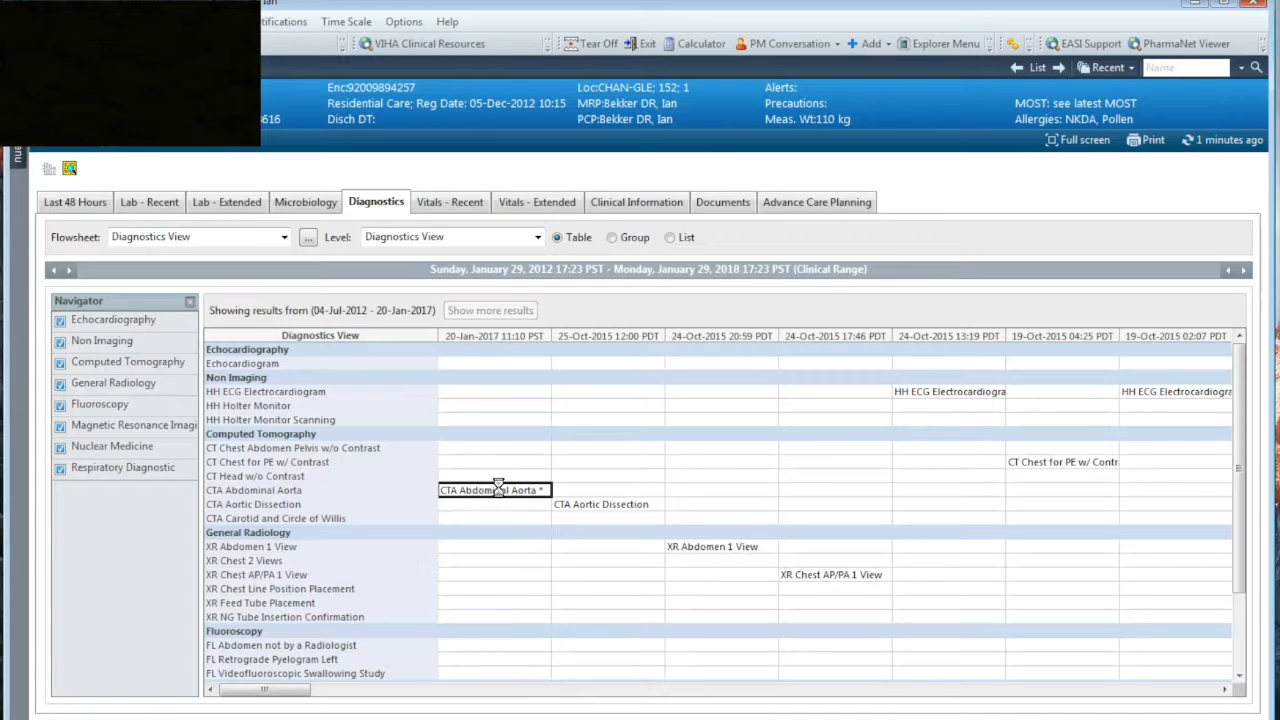 ian
tifications Time Scale Options Help
VIHA Clinical Resources Tear Off Exit Calculator PM Conversation Add Explorer Menu EASI Support PharmaNet Viewer
List Recent Name
Enc:92009894257 Loc:CHAN-GLE; 152; 1 Alerts:
Residential Care; Reg Date: 05-Dec-2012 10:15 MRP:Bekker DR, Ian Precautions: MOST: see latest MOST
8616 Disch DT: PCP:Bekker DR, Ian Meas. Wt:110 kg Allergies: NKDA, Pollen
Full screen Print 1 minutes ago
nu
Last 48 Hours Lab - Recent Lab - Extended Microbiology Diagnostics Vitals - Recent Vitals - Extended Clinical Information Documents Advance Care Planning
Flowsheet: Diagnostics View ... Level: Diagnostics View Table Group List
Sunday, January 29, 2012 17:23 PST - Monday, January 29, 2018 17:23 PST (Clinical Range)
Navigator
Echocardiography
Non Imaging
Computed Tomography
General Radiology
Fluoroscopy
Magnetic Resonance Imagi
Nuclear Medicine
Respiratory Diagnostic
Showing results from (04-Jul-2012 - 20-Jan-2017) Show more results
Diagnostics View 20-Jan-2017 11:10 PST 25-Oct-2015 12:00 PDT 24-Oct-2015 20:59 PDT 24-Oct-2015 17:46 PDT 24-Oct-2015 13:19 PDT 19-Oct-2015 04:25 PDT 19-Oct-2015 02:07 PDT
Echocardiography
Echocardiogram
Non Imaging
HH ECG Electrocardiogram HH ECG Electrocardiogra HH ECG Electrocardiogra
HH Holter Monitor
HH Holter Monitor Scanning
Computed Tomography
CT Chest Abdomen Pelvis w/o Contrast
CT Chest for PE w/ Contrast CT Chest for PE w/ Contr
CT Head w/o Contrast
CTA Abdominal Aorta CTA Abdominal Aorta *
CTA Aortic Dissection CTA Aortic Dissection
CTA Carotid and Circle of Willis
General Radiology
XR Abdomen 1 View XR Abdomen 1 View
XR Chest 2 Views
XR Chest AP/PA 1 View XR Chest AP/PA 1 View
XR Chest Line Position Placement
XR Feed Tube Placement
XR NG Tube Insertion Confirmation
Fluoroscopy
FL Abdomen not by a Radiologist
FL Retrograde Pyelogram Left
FL Videofluoroscopic Swallowing Study